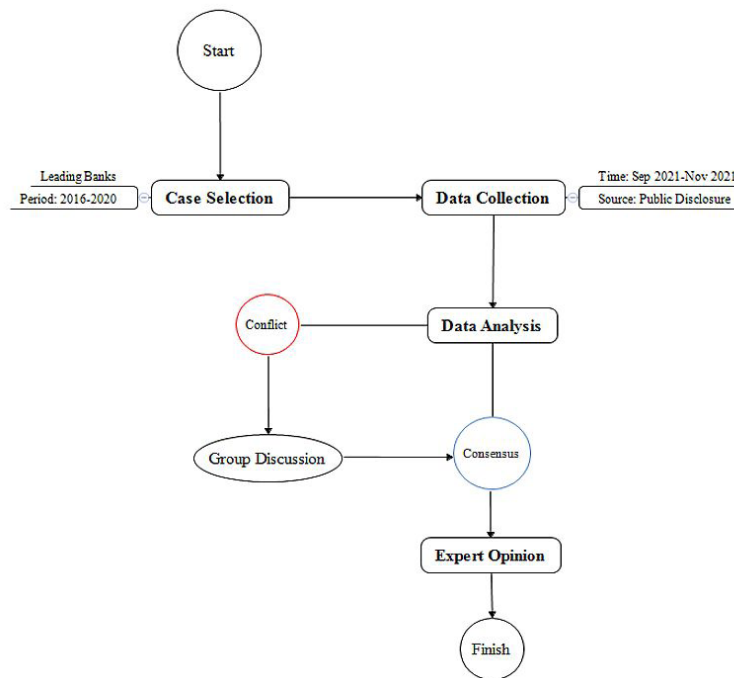 Start
Leading Banks
Period: 2016-2020
Case Selection
Data Collection
Time: Sep 2021-Nov 2021
Source: Public Disclosure
Conflict
Data Analysis
Group Discussion
Consensus
Expert Opinion
Finish